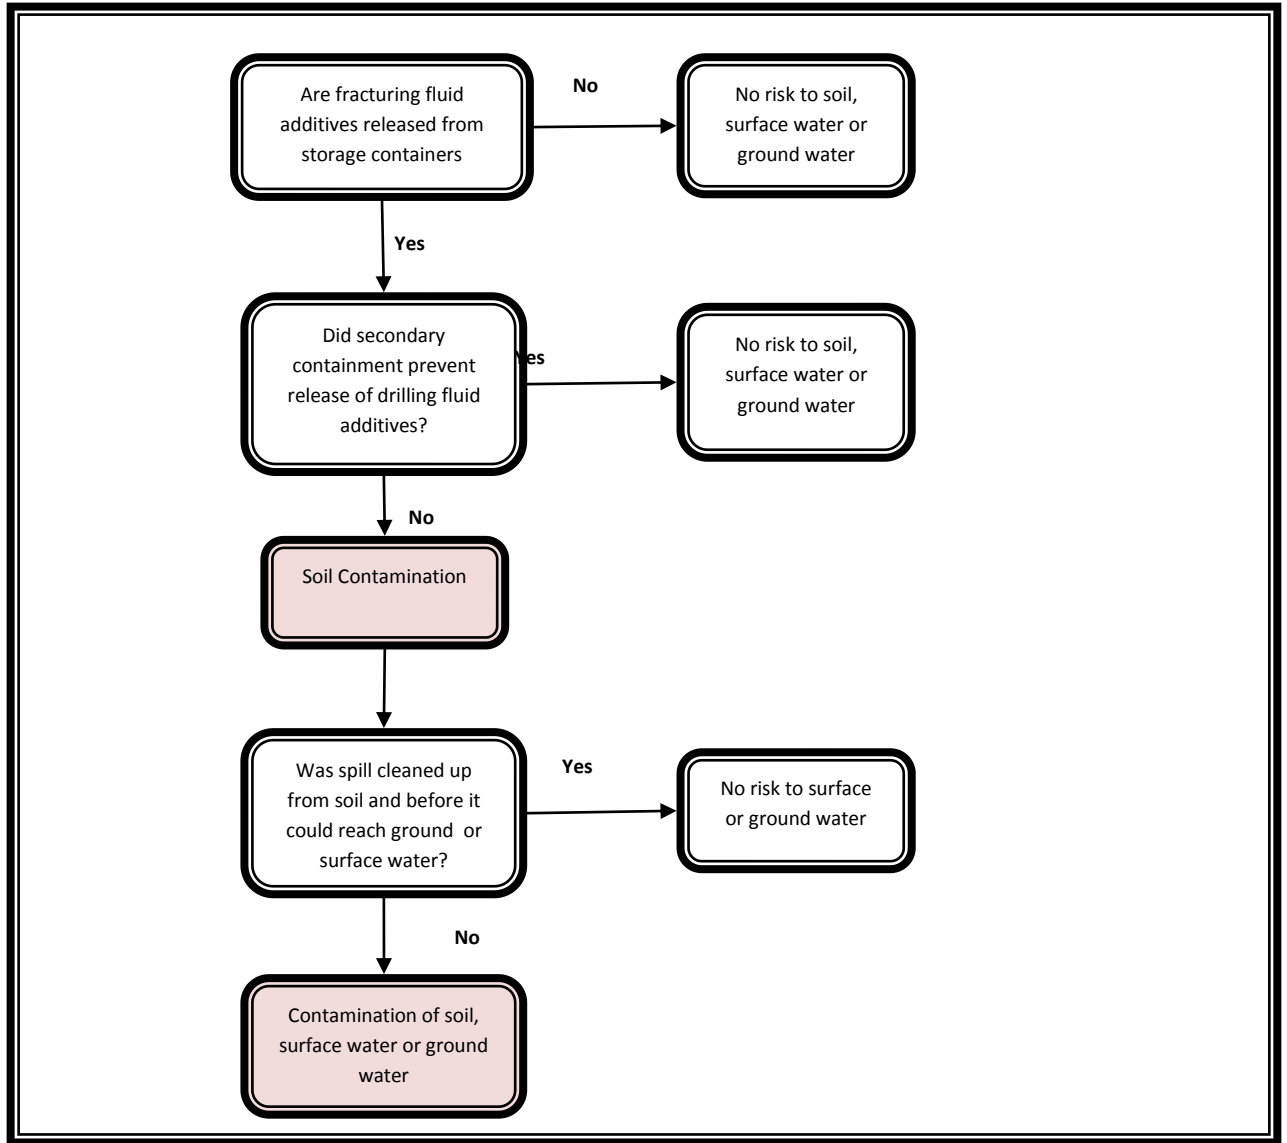 Are fracturing fluid
additives released from
storage containers
No
No risk to soil,
surface water or
ground water
Yes
Did secondary
containment prevent
release of drilling fluid
additives?
Yes
No risk to soil,
surface water or
ground water
No
Soil Contamination
Was spill cleaned up
from soil and before it
could reach ground or
surface water?
Yes
No risk to surface
or ground water
No
Contamination of soil,
surface water or ground
water